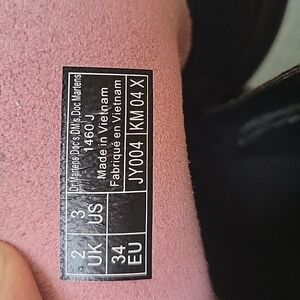 Dr.Martens,Doc's,DM's,Doc Martens
1460 J
Made in Vietnam
Fabriqué en Vietnam
JY004
KM 04 X
2
UK
3
US
34
EU